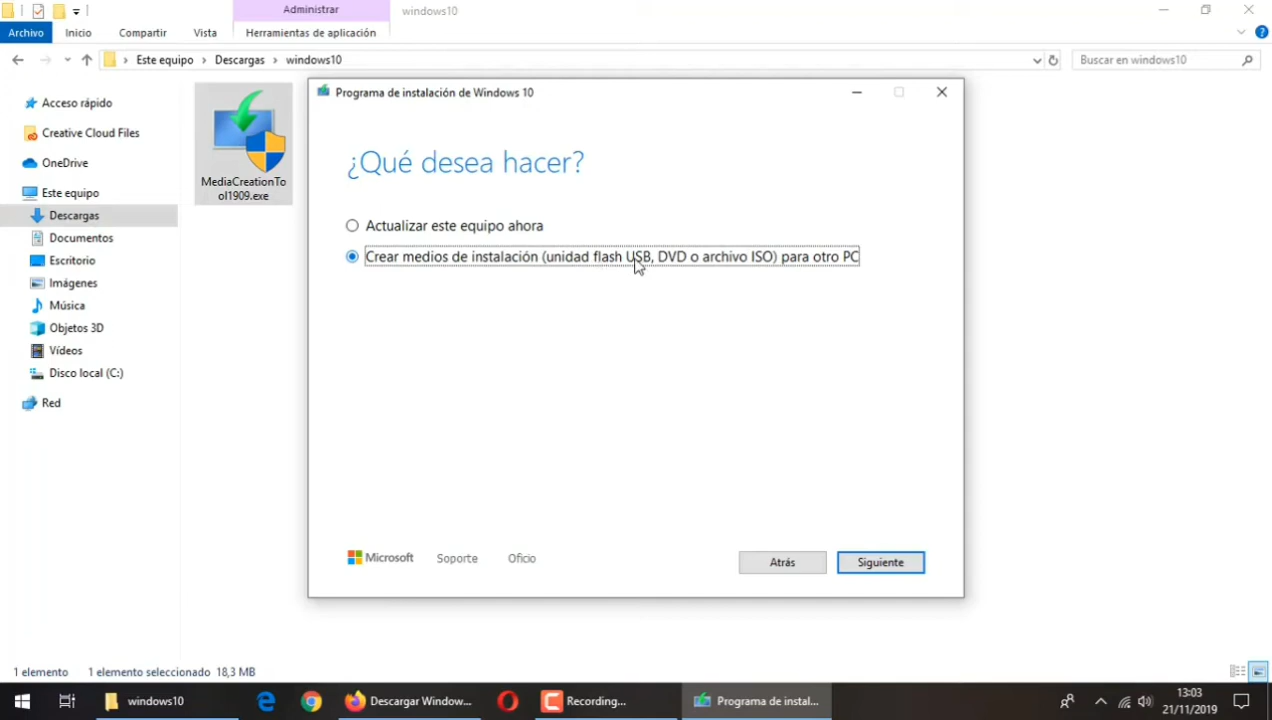 Administrar
windows10
Archivo
Inicio
Compartir
Vista
Herramientas de aplicación
Este equipo
Descargas
windows10
Buscar en windows10
Acceso rápido
Creative Cloud Files
OneDrive
Este equipo
Descargas
Documentos
Escritorio
Imágenes
Música
Objetos 3D
Vídeos
Disco local (C:)
Red
MediaCreationTo
ol1909.exe
Programa de instalación de Windows 10
¿Qué desea hacer?
Actualizar este equipo ahora
Crear medios de instalación (unidad flash USB, DVD o archivo ISO) para otro PC
Microsoft
Soporte
Oficio
Atrás
Siguiente
1 elemento
1 elemento seleccionado 18,3 MB
windows10
Descargar Window...
Recording...
Programa de instal...
13:03
21/11/2019